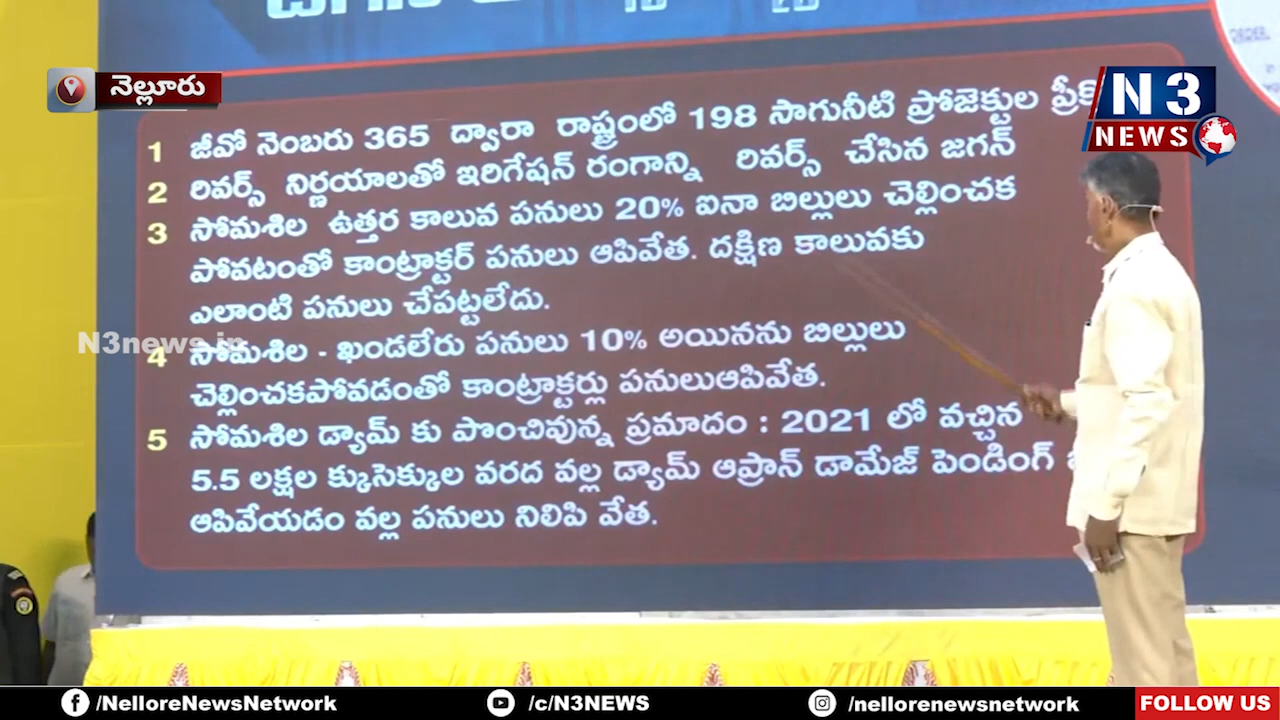 నెల్లూరు
N3
NEWS
1 జీవో నెంబరు 365 ద్వారా రాష్ట్రంలో 198 సాగునీటి ప్రోజెక్టుల
2 రివర్స్ నిర్ణయాలతో ఇరిగేషన్ రంగాన్ని రివర్స్ చేసిన జగన్
3 సోమశిల ఉత్తర కాలువ పనులు 20% ఐనా బిల్లులు చెల్లించక
పోవటంతో కాంట్రాక్టర్ పనులు ఆపివేత. దక్షిణ కాలువకు
ఎలాంటి పనులు చేపట్టలేదు.
N3news.in
4 సోమశిల - ఖండలేరు పనులు 10% అయినను బిల్లులు
చెల్లించకపోవడంతో కాంట్రాక్టర్లు పనులుఆపివేత.
5 సోమశిల డ్యామ్ కు పొంచివున్న ప్రమాదం : 2021 లో వచ్చిన
5.5 లక్షల క్కుసెక్కుల వరద వల్ల డ్యామ్ ఆప్రాన్ డామేజ్ పెండింగ్
ఆపివేయడం వల్ల పనులు నిలిపి వేత.
/NelloreNewsNetwork
/c/N3NEWS
/nellorenewsnetwork
FOLLOW US